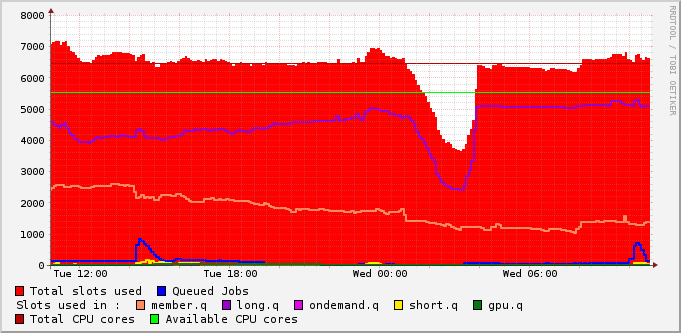 8000
7000
6000
5000
4000
3000
2000
1000
0
Tue 12:00 Tue 18:00 Wed 00:00 Wed 06:00
Total slots used Queued Jobs
Slots used in : member.q long.q ondemand.q short.q gpu.q
Total CPU cores Available CPU cores
RRDTOOL / TOBI OETIKER